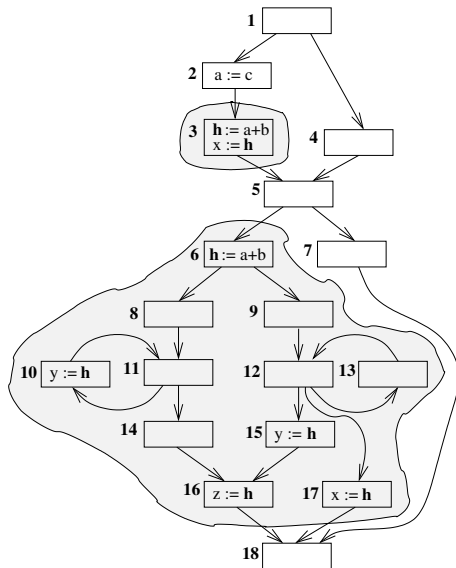 1
2 a := c
3 h := a+b
x := h
4
5
6 h := a+b
7
8
9
10 y := h
11
12
13
14
15 y := h
16 z := h
17 x := h
18